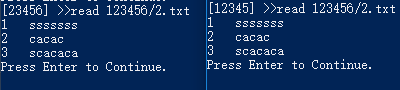 [23456] >>read 123456/2.txt
1   sssssss
2   cacac
3   scacaca
Press Enter to Continue.
[12345] >>read 123456/2.txt
1   sssssss
2   cacac
3   scacaca
Press Enter to Continue.